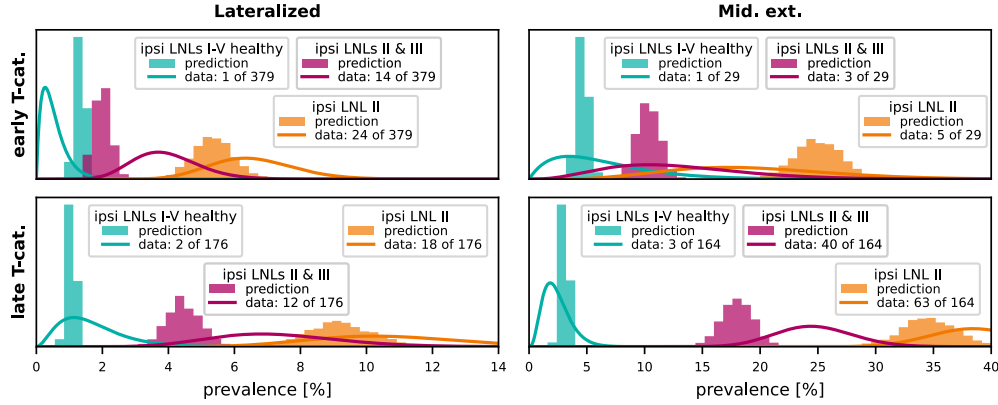 Lateralized
Mid. ext.
early T-cat.
ipsi LNLs I-V healthy
prediction
data: 1 of 379
ipsi LNLs II & III
prediction
data: 14 of 379
ipsi LNL II
prediction
data: 24 of 379
ipsi LNLs I-V healthy
prediction
data: 1 of 29
ipsi LNLs II & III
prediction
data: 3 of 29
ipsi LNL II
prediction
data: 5 of 29
late T-cat.
ipsi LNLs I-V healthy
prediction
data: 2 of 176
ipsi LNL II
prediction
data: 18 of 176
ipsi LNLs II & III
prediction
data: 12 of 176
ipsi LNLs I-V healthy
prediction
data: 3 of 164
ipsi LNLs II & III
prediction
data: 40 of 164
ipsi LNL II
prediction
data: 63 of 164
0 2 4 6 8 10 12 14
0 5 10 15 20 25 30 35 40
prevalence [%]
prevalence [%]